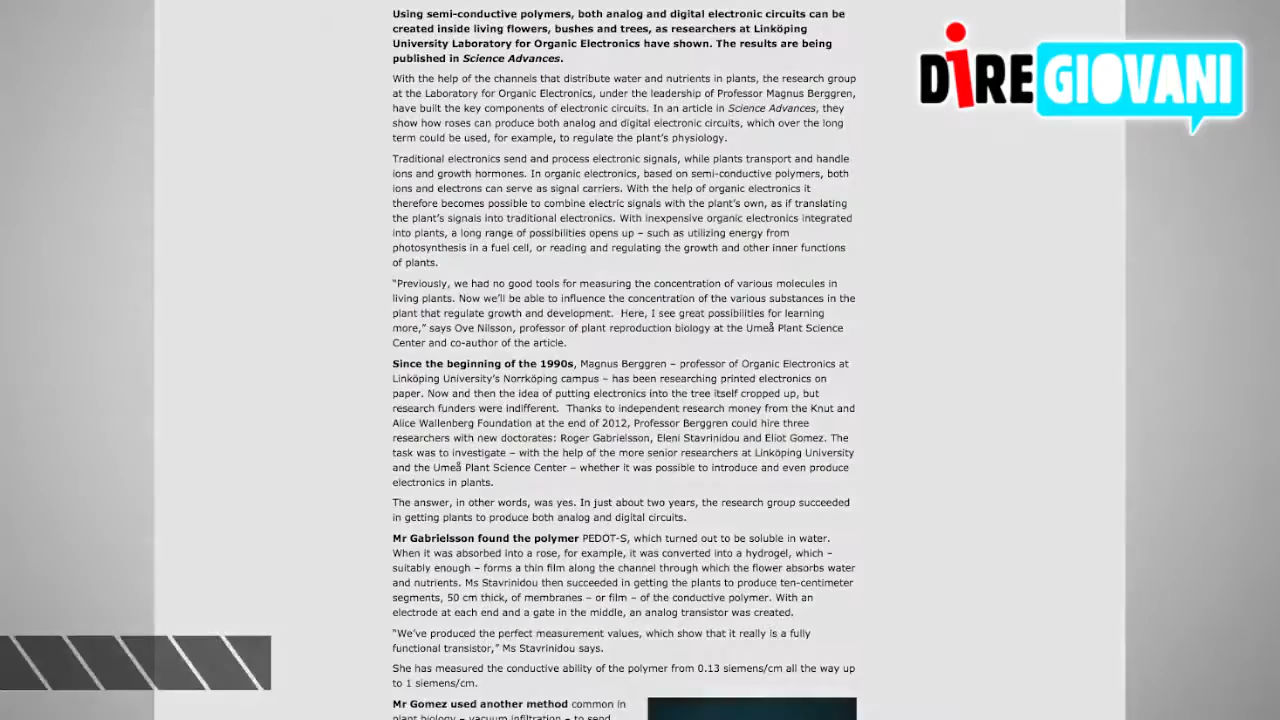 Using semi-conductive polymers, both analog and digital electronic circuits can be
created inside living flowers, bushes and trees, as researchers at Linköping
University Laboratory for Organic Electronics have shown. The results are being
published in Science Advances.
With the help of the channels that distribute water and nutrients in plants, the research group
at the Laboratory for Organic Electronics, under the leadership of Professor Magnus Berggren,
have built the key components of electronic circuits. In an article in Science Advances, they
show how roses can produce both analog and digital electronic circuits, which over the long
term could be used, for example, to regulate the plant's physiology.
Traditional electronics send and process electronic signals, while plants transport and handle
ions and growth hormones. In organic electronics, based on semi-conductive polymers, both
ions and electrons can serve as signal carriers. With the help of organic electronics it
therefore becomes possible to combine electric signals with the plant's own, as if translating
the plant's signals into traditional electronics. With inexpensive organic electronics integrated
into plants, a long range of possibilities opens up – such as utilizing energy from
photosynthesis in a fuel cell, or reading and regulating the growth and other inner functions
of plants.
"Previously, we had no good tools for measuring the concentration of various molecules in
living plants. Now we'll be able to influence the concentration of the various substances in the
plant that regulate growth and development.  Here, I see great possibilities for learning
more," says Ove Nilsson, professor of plant reproduction biology at the Umeå Plant Science
Center and co-author of the article.
Since the beginning of the 1990s, Magnus Berggren – professor of Organic Electronics at
Linköping University's Norrköping campus – has been researching printed electronics on
paper. Now and then the idea of putting electronics into the tree itself cropped up, but
research funders were indifferent.  Thanks to independent research money from the Knut and
Alice Wallenberg Foundation at the end of 2012, Professor Berggren could hire three
researchers with new doctorates: Roger Gabrielsson, Eleni Stavrinidou and Eliot Gomez. The
task was to investigate – with the help of the more senior researchers at Linköping University
and the Umeå Plant Science Center – whether it was possible to introduce and even produce
electronics in plants.
The answer, in other words, was yes. In just about two years, the research group succeeded
in getting plants to produce both analog and digital circuits.
Mr Gabrielsson found the polymer PEDOT-S, which turned out to be soluble in water.
When it was absorbed into a rose, for example, it was converted into a hydrogel, which –
suitably enough – forms a thin film along the channel through which the flower absorbs water
and nutrients. Ms Stavrinidou then succeeded in getting the plants to produce ten-centimeter
segments, 50 cm thick, of membranes – or film – of the conductive polymer. With an
electrode at each end and a gate in the middle, an analog transistor was created.
"We've produced the perfect measurement values, which show that it really is a fully
functional transistor," Ms Stavrinidou says.
She has measured the conductive ability of the polymer from 0.13 siemens/cm all the way up
to 1 siemens/cm.
Mr Gomez used another method common in
plant biology – vacuum infiltration – to send
DiRE GIOVANI